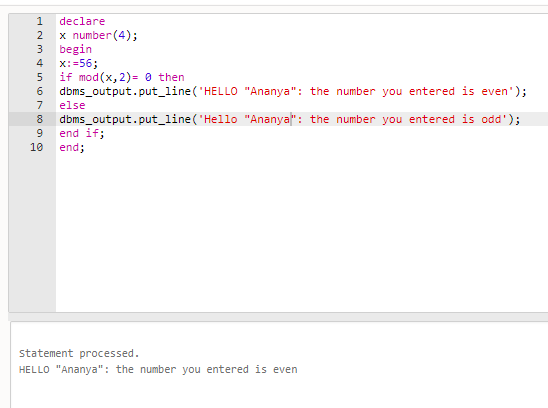 1 declare
2 x number(4);
3 begin
4 x:=56;
5 if mod(x,2)= 0 then
6 dbms_output.put_line('HELLO "Ananya": the number you entered is even');
7 else
8 dbms_output.put_line('Hello "Ananya": the number you entered is odd');
9 end if;
10 end;
Statement processed.
HELLO "Ananya": the number you entered is even